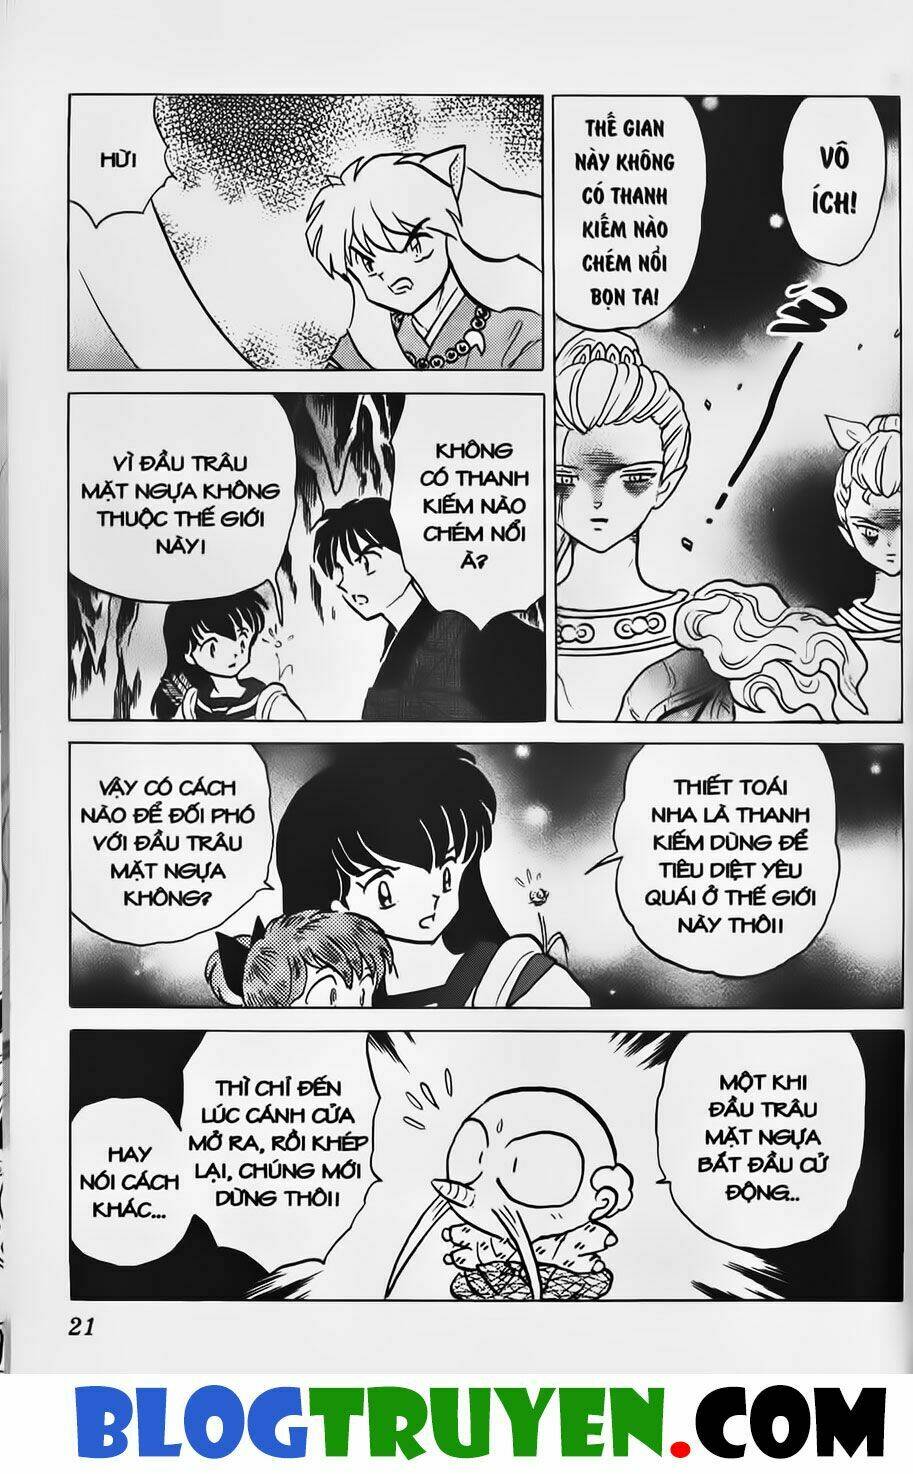 VÔ
ÍCH!
THẾ GIAN
NÀY KHÔNG
CÓ THANH
KIẾM NÀO
CHÉM NỔI
BỌN TA!
VÙ
HỪ!
KHÔNG
CÓ THANH
KIẾM NÀO
CHÉM NỔI
À?
VÌ ĐẦU TRÂU
MẶT NGỰA KHÔNG
THUỘC THẾ GIỚI
NÀY!
THIẾT TOÁI
NHA LÀ THANH
KIẾM DÙNG ĐỂ
TIÊU DIỆT YÊU
QUÁI Ở THẾ GIỚI
NÀY THÔI!
VẬY CÓ CÁCH
NÀO ĐỂ ĐỐI PHÓ
VỚI ĐẦU TRÂU
MẶT NGỰA
KHÔNG?
MỘT KHI
ĐẦU TRÂU
MẶT NGỰA
BẮT ĐẦU CỬ
ĐỘNG...
THÌ CHỈ ĐẾN
LÚC CÁNH CỬA
MỞ RA, RỒI KHÉP
LẠI, CHÚNG MỚI
DỪNG THÔI!
HAY
NÓI CÁCH
KHÁC...
21
BLOGTRUYEN.COM